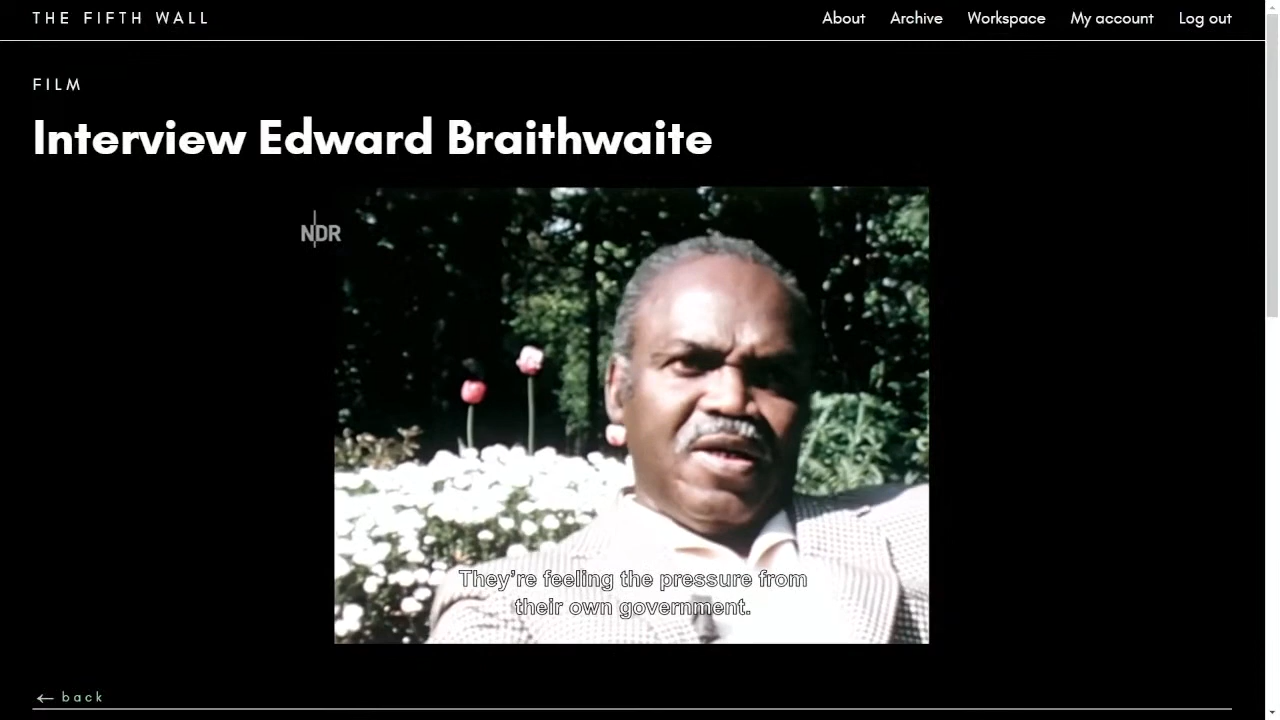 THE FIFTH WALL
About Archive Workspace My account Log out
FILM
Interview Edward Braithwaite
NDR
They're feeling the pressure from
their own government.
← back